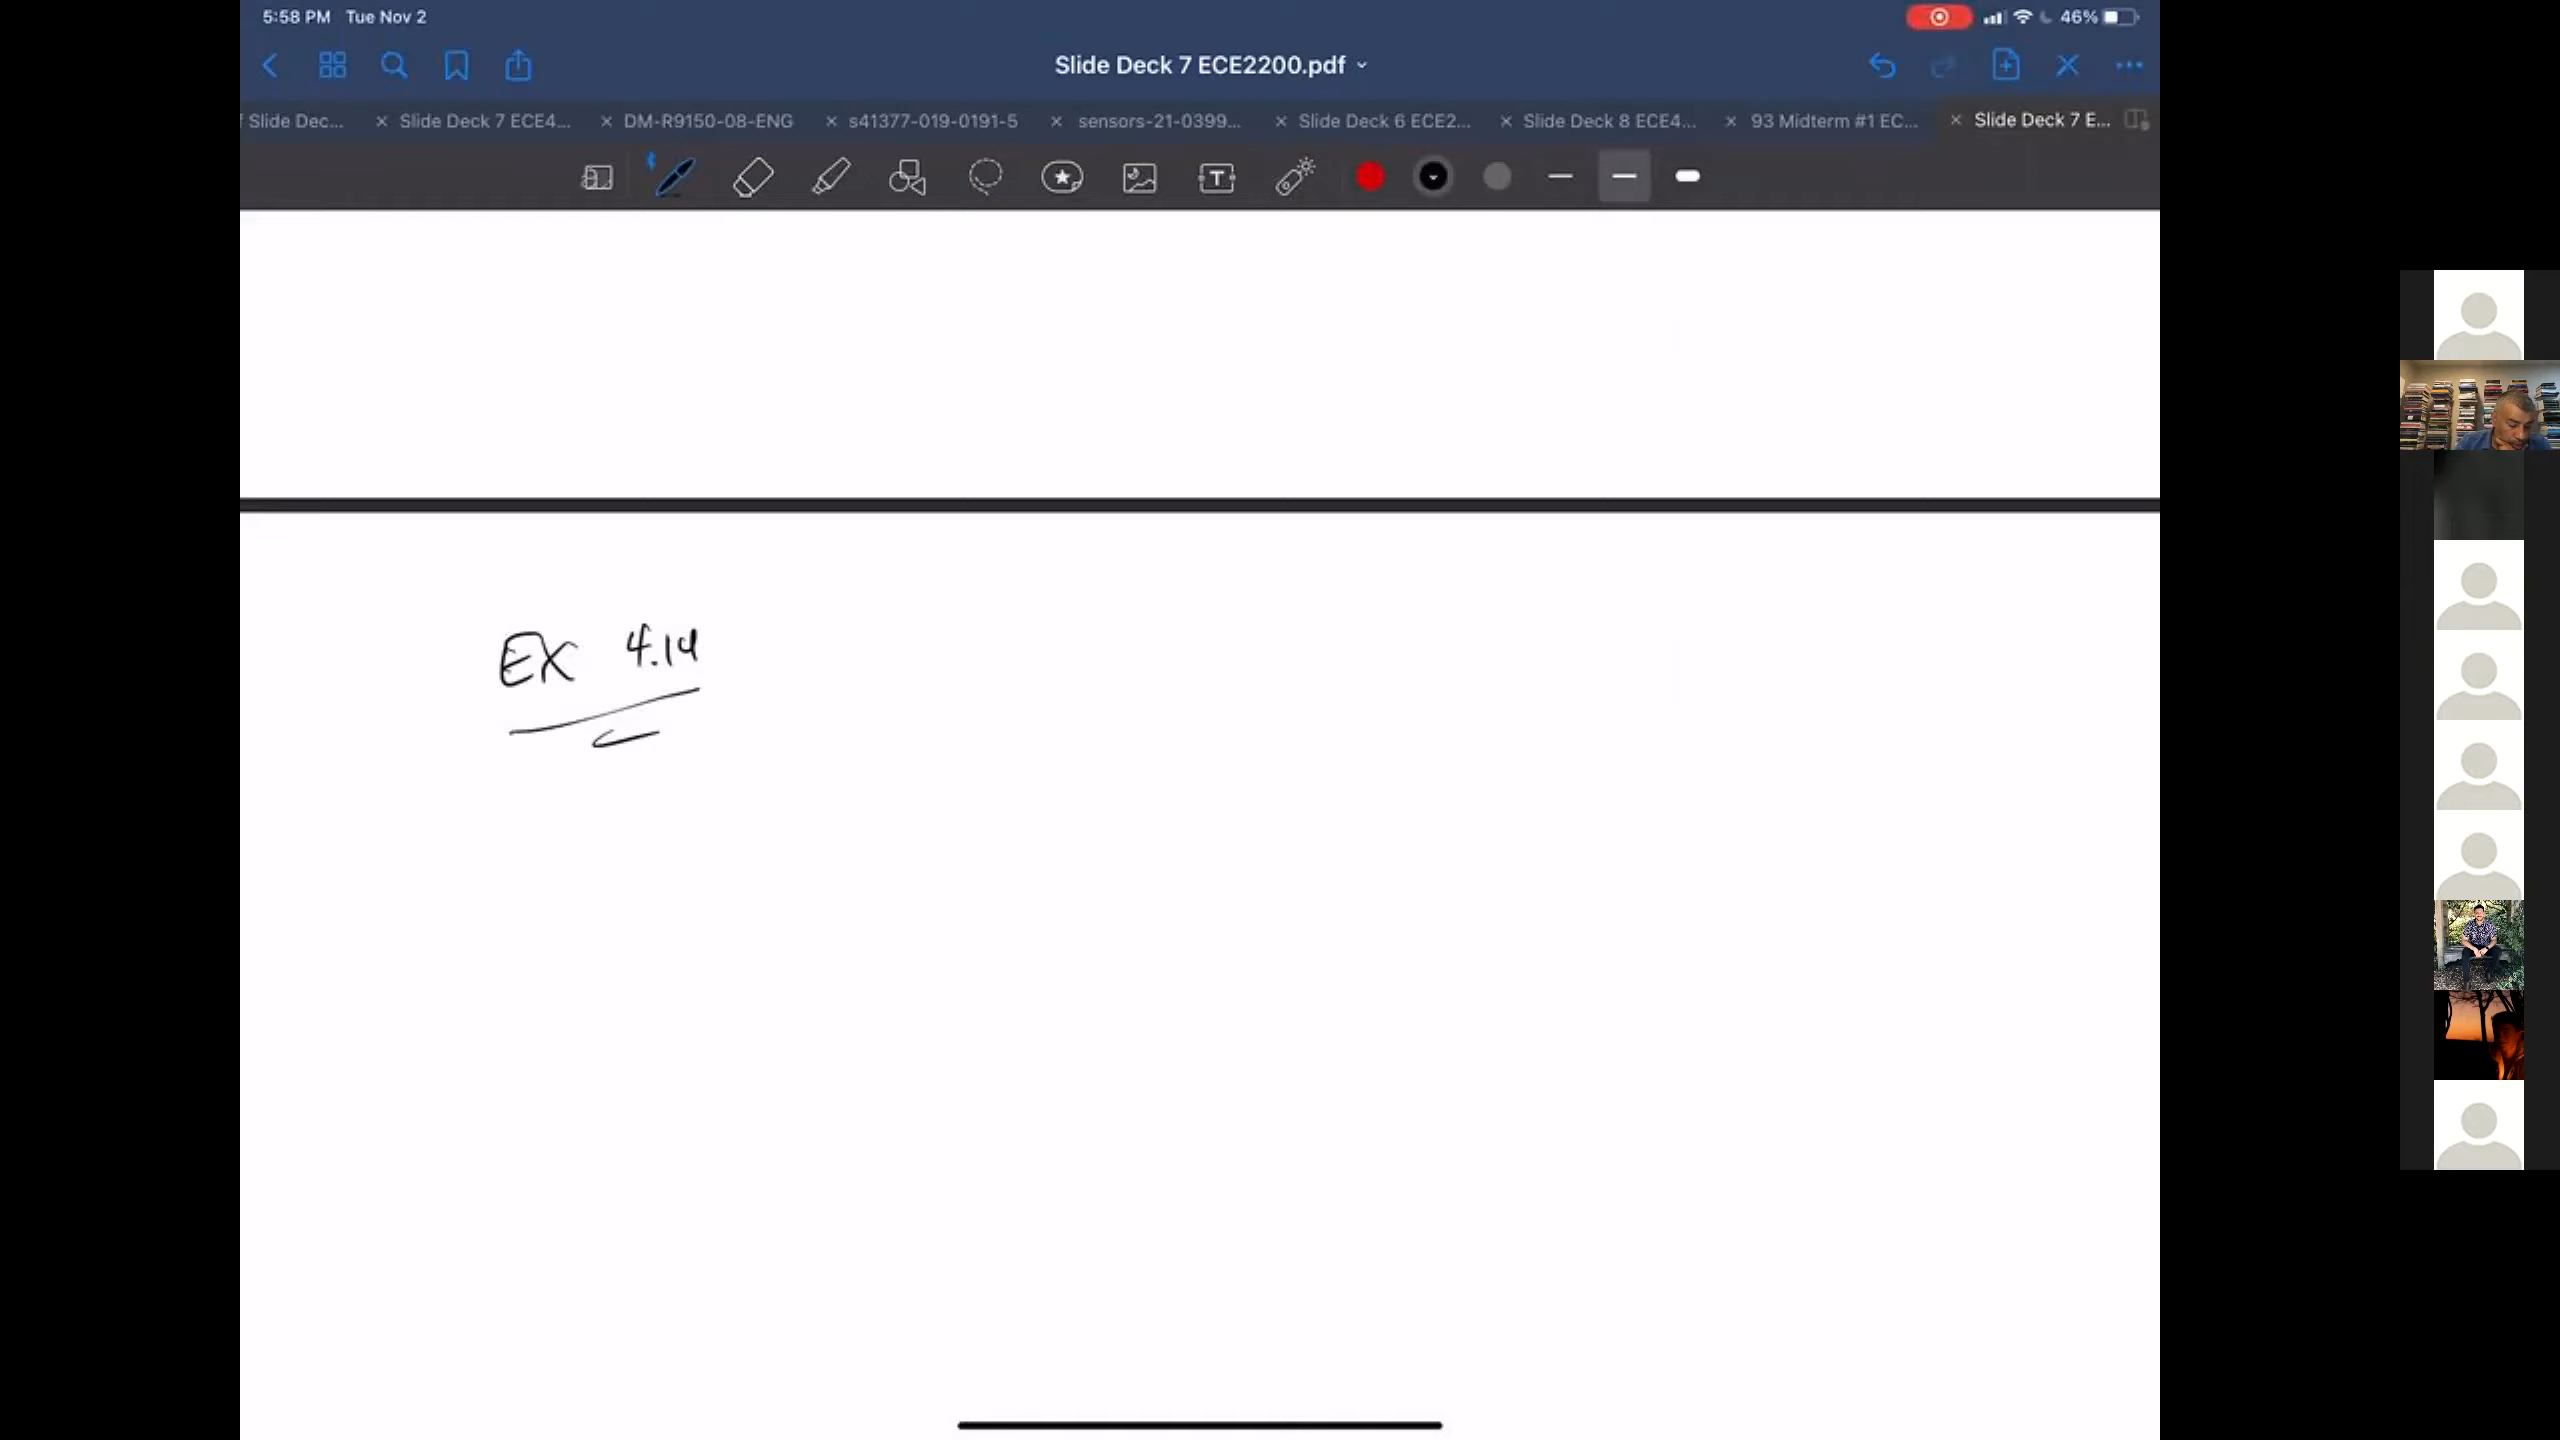 5:58 PM Tue Nov 2
46%
Slide Deck 7 ECE2200.pdf
f Slide Dec... × Slide Deck 7 ECE4... × DM-R9150-08-ENG × s41377-019-0191-5 × sensors-21-0399... × Slide Deck 6 ECE2... × Slide Deck 8 ECE4... × 93 Midterm #1 EC... × Slide Deck 7 E...
EX 4.14